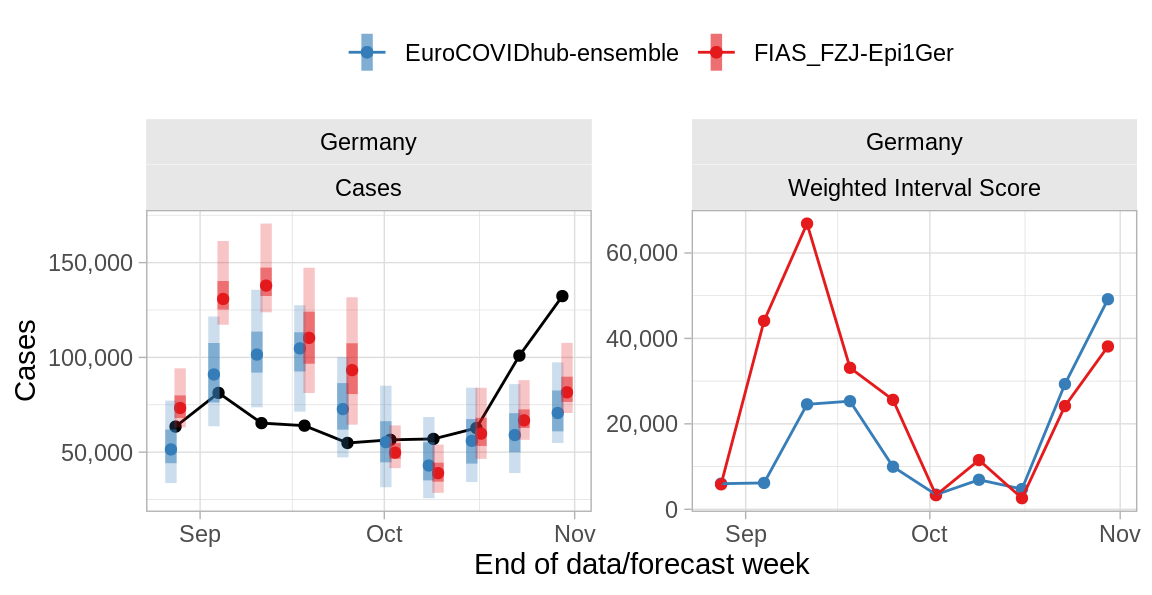 EuroCOVIDhub-ensemble FIAS_FZJ-Epi1Ger
Germany
Cases
Germany
Weighted Interval Score
Cases
150,000
100,000
50,000
Sep Oct Nov
60,000
40,000
20,000
0
Sep Oct Nov
End of data/forecast week